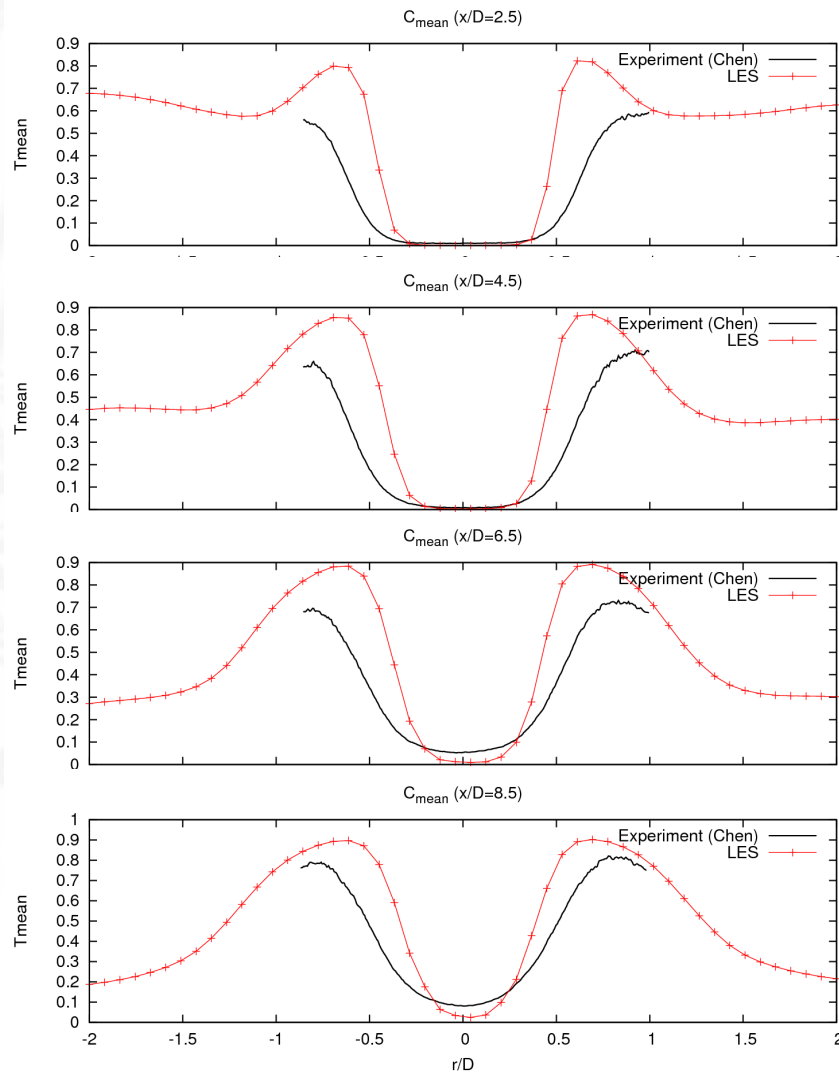 C_mean (x/D=2.5)
0.9
0.8
0.7
0.6
0.5
0.4
0.3
0.2
0.1
0
Tmean
Experiment (Chen)
LES
C_mean (x/D=4.5)
0.9
0.8
0.7
0.6
0.5
0.4
0.3
0.2
0.1
0
Tmean
Experiment (Chen)
LES
C_mean (x/D=6.5)
0.9
0.8
0.7
0.6
0.5
0.4
0.3
0.2
0.1
0
Tmean
Experiment (Chen)
LES
C_mean (x/D=8.5)
1
0.9
0.8
0.7
0.6
0.5
0.4
0.3
0.2
0.1
0
Tmean
Experiment (Chen)
LES
-2 -1.5 -1 -0.5 0 0.5 1 1.5 2
r/D